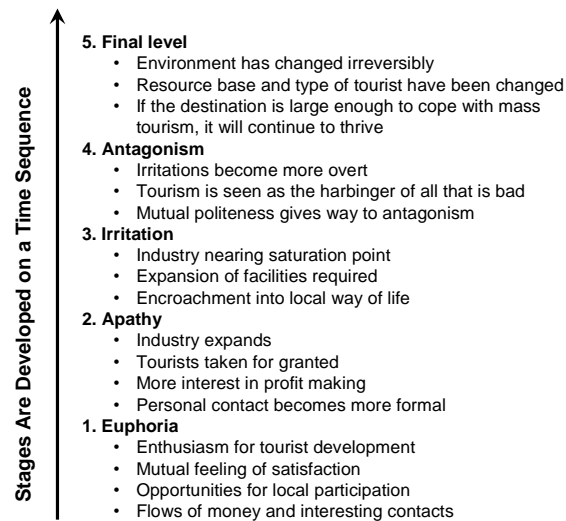 Stages Are Developed on a Time Sequence
5. Final level
• Environment has changed irreversibly
• Resource base and type of tourist have been changed
• If the destination is large enough to cope with mass
tourism, it will continue to thrive
4. Antagonism
• Irritations become more overt
• Tourism is seen as the harbinger of all that is bad
• Mutual politeness gives way to antagonism
3. Irritation
• Industry nearing saturation point
• Expansion of facilities required
• Encroachment into local way of life
2. Apathy
• Industry expands
• Tourists taken for granted
• More interest in profit making
• Personal contact becomes more formal
1. Euphoria
• Enthusiasm for tourist development
• Mutual feeling of satisfaction
• Opportunities for local participation
• Flows of money and interesting contacts